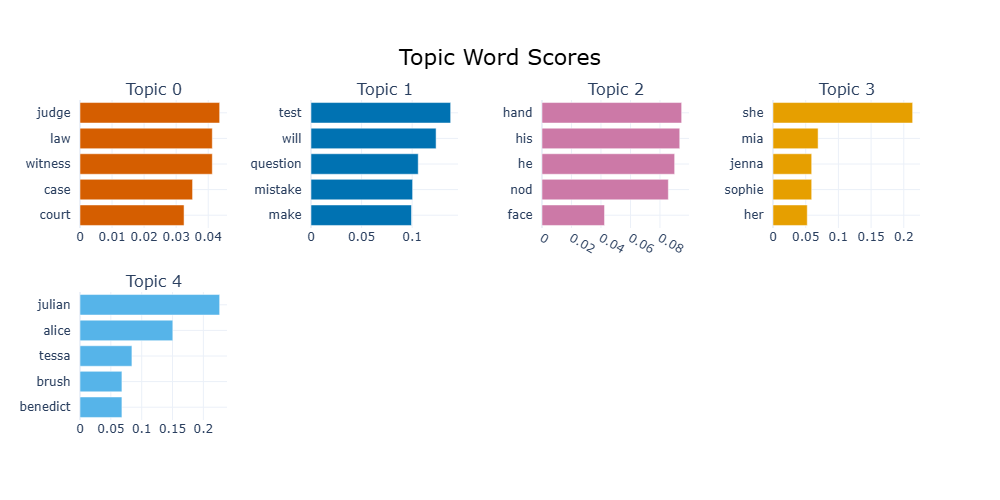 Topic Word Scores
Topic 0
judge
law
witness
case
court
0 0.01 0.02 0.03 0.04
Topic 1
test
will
question
mistake
make
0 0.05 0.1
Topic 2
hand
his
he
nod
face
0 0.02 0.04 0.06 0.08
Topic 3
she
mia
jenna
sophie
her
0 0.05 0.1 0.15 0.2
Topic 4
julian
alice
tessa
brush
benedict
0 0.05 0.1 0.15 0.2